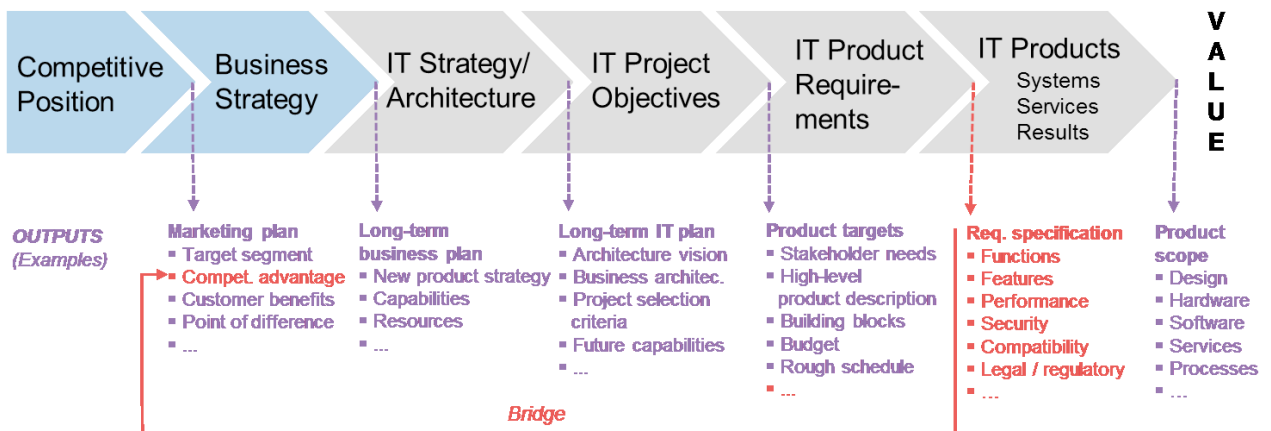 Competitive
Position
Business
Strategy
IT Strategy/
Architecture
IT Project
Objectives
IT Product
Require-
ments
IT Products
Systems
Services
Results
V
A
L
U
E
OUTPUTS
(Examples)
Marketing plan
▪ Target segment
▪ Compet. advantage
▪ Customer benefits
▪ Point of difference
▪ ...
Long-term
business plan
▪ New product strategy
▪ Capabilities
▪ Resources
▪ ...
Long-term IT plan
▪ Architecture vision
▪ Business architec.
▪ Project selection
criteria
▪ Future capabilities
▪ ...
Product targets
▪ Stakeholder needs
▪ High-level
product description
▪ Building blocks
▪ Budget
▪ Rough schedule
▪ ...
Req. specification
▪ Functions
▪ Features
▪ Performance
▪ Security
▪ Compatibility
▪ Legal / regulatory
▪ ...
Product
scope
▪ Design
▪ Hardware
▪ Software
▪ Services
▪ Processes
▪ ...
Bridge